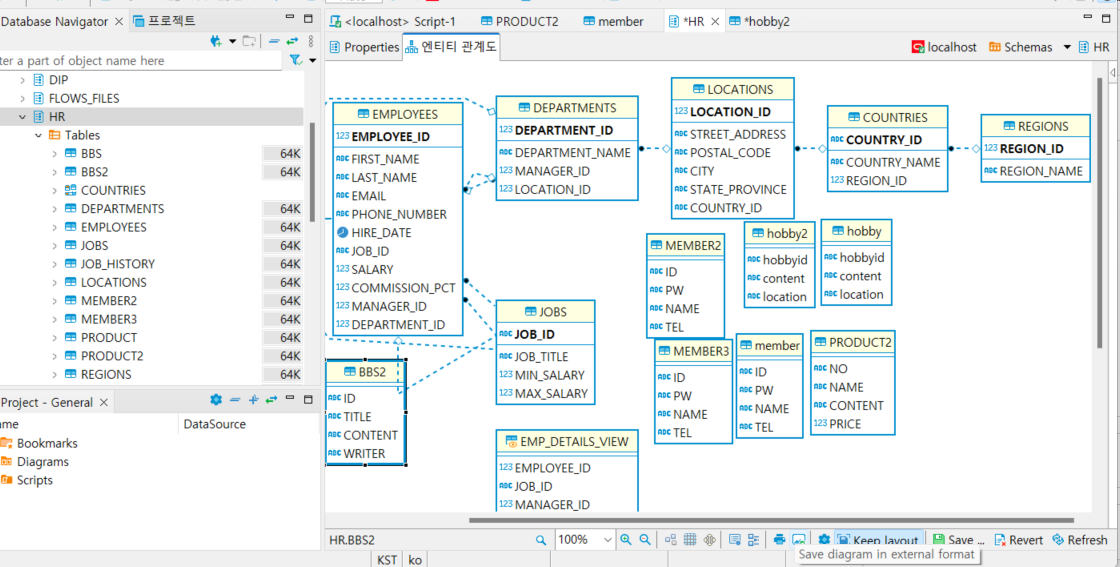 Database Navigator
프로젝트
ter a part of object name here
DIP
FLOWS_FILES
HR
Tables
BBS 64K
BBS2 64K
COUNTRIES
DEPARTMENTS 64K
EMPLOYEES 64K
JOBS 64K
JOB_HISTORY 64K
LOCATIONS 64K
MEMBER2 64K
MEMBER3 64K
PRODUCT 64K
PRODUCT2 64K
REGIONS 64K
Project - General
me DataSource
Bookmarks
Diagrams
Scripts
<localhost> Script-1
PRODUCT2
member
*HR
*hobby2
Properties
엔티티 관계도
localhost
Schemas
HR
EMPLOYEES
123 EMPLOYEE_ID
ABC FIRST_NAME
ABC LAST_NAME
ABC EMAIL
ABC PHONE_NUMBER
HIRE_DATE
ABC JOB_ID
123 SALARY
123 COMMISSION_PCT
123 MANAGER_ID
123 DEPARTMENT_ID
DEPARTMENTS
123 DEPARTMENT_ID
ABC DEPARTMENT_NAME
123 MANAGER_ID
123 LOCATION_ID
LOCATIONS
123 LOCATION_ID
ABC STREET_ADDRESS
ABC POSTAL_CODE
ABC CITY
ABC STATE_PROVINCE
ABC COUNTRY_ID
COUNTRIES
ABC COUNTRY_ID
ABC COUNTRY_NAME
123 REGION_ID
REGIONS
123 REGION_ID
ABC REGION_NAME
MEMBER2
ABC ID
ABC PW
ABC NAME
ABC TEL
hobby2
ABC hobbyid
ABC content
ABC location
hobby
ABC hobbyid
ABC content
ABC location
JOBS
ABC JOB_ID
ABC JOB_TITLE
123 MIN_SALARY
123 MAX_SALARY
MEMBER3
ABC ID
ABC PW
ABC NAME
ABC TEL
member
ABC ID
ABC PW
ABC NAME
ABC TEL
PRODUCT2
ABC NO
ABC NAME
ABC CONTENT
123 PRICE
BBS2
ABC ID
ABC TITLE
ABC CONTENT
ABC WRITER
EMP_DETAILS_VIEW
123 EMPLOYEE_ID
ABC JOB_ID
123 MANAGER_ID
HR.BBS2
100%
Keep layout
Save ...
Revert
Refresh
Save diagram in external format
KST
ko